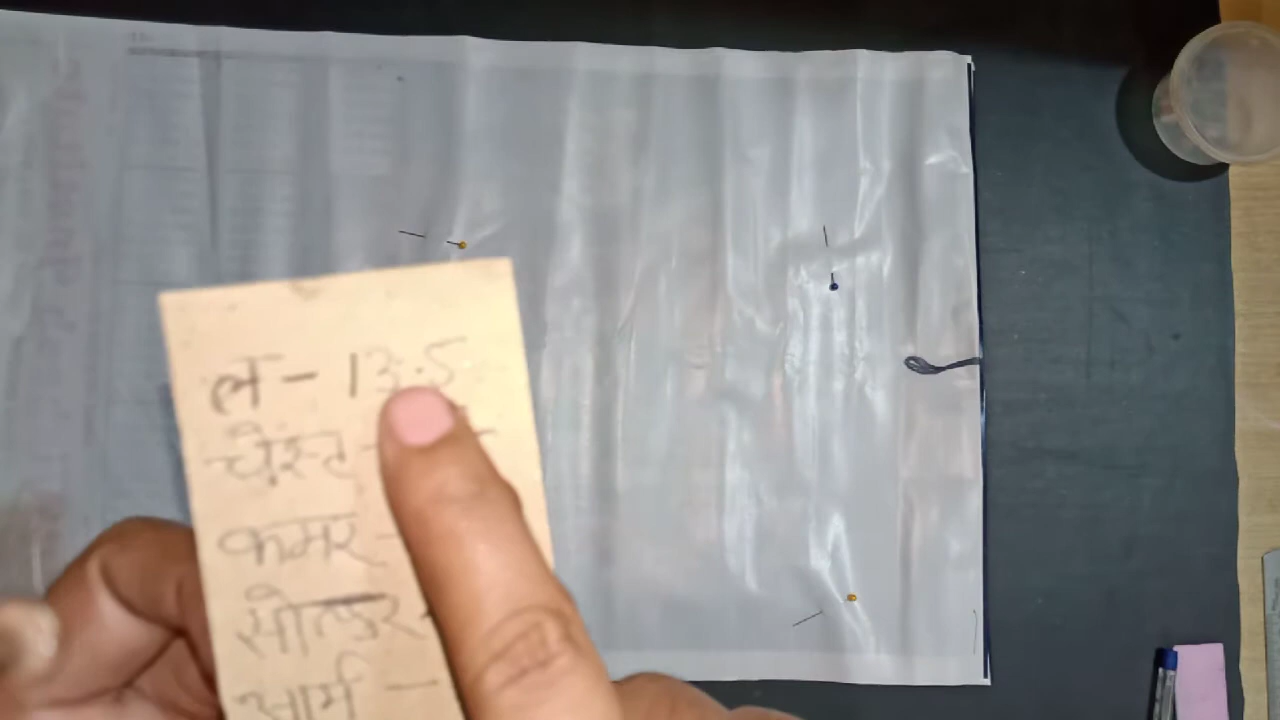 लं - 13.5
चेस्ट -
कमर -
सोल्डर -
आर्म -